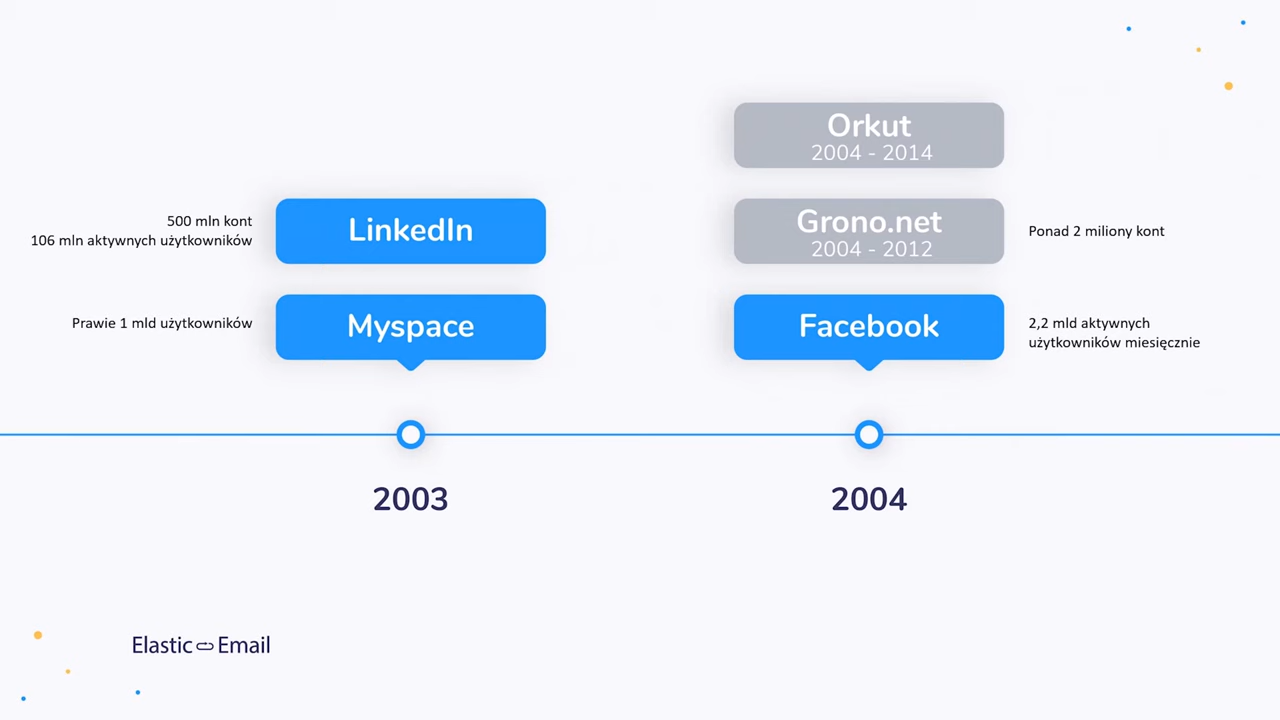 Orkut
2004 - 2014
500 mln kont
106 mln aktywnych użytkowników
LinkedIn
Grono.net
2004 - 2012
Ponad 2 miliony kont
Prawie 1 mld użytkowników
Myspace
Facebook
2,2 mld aktywnych
użytkowników miesięcznie
2003
2004
Elastic Email